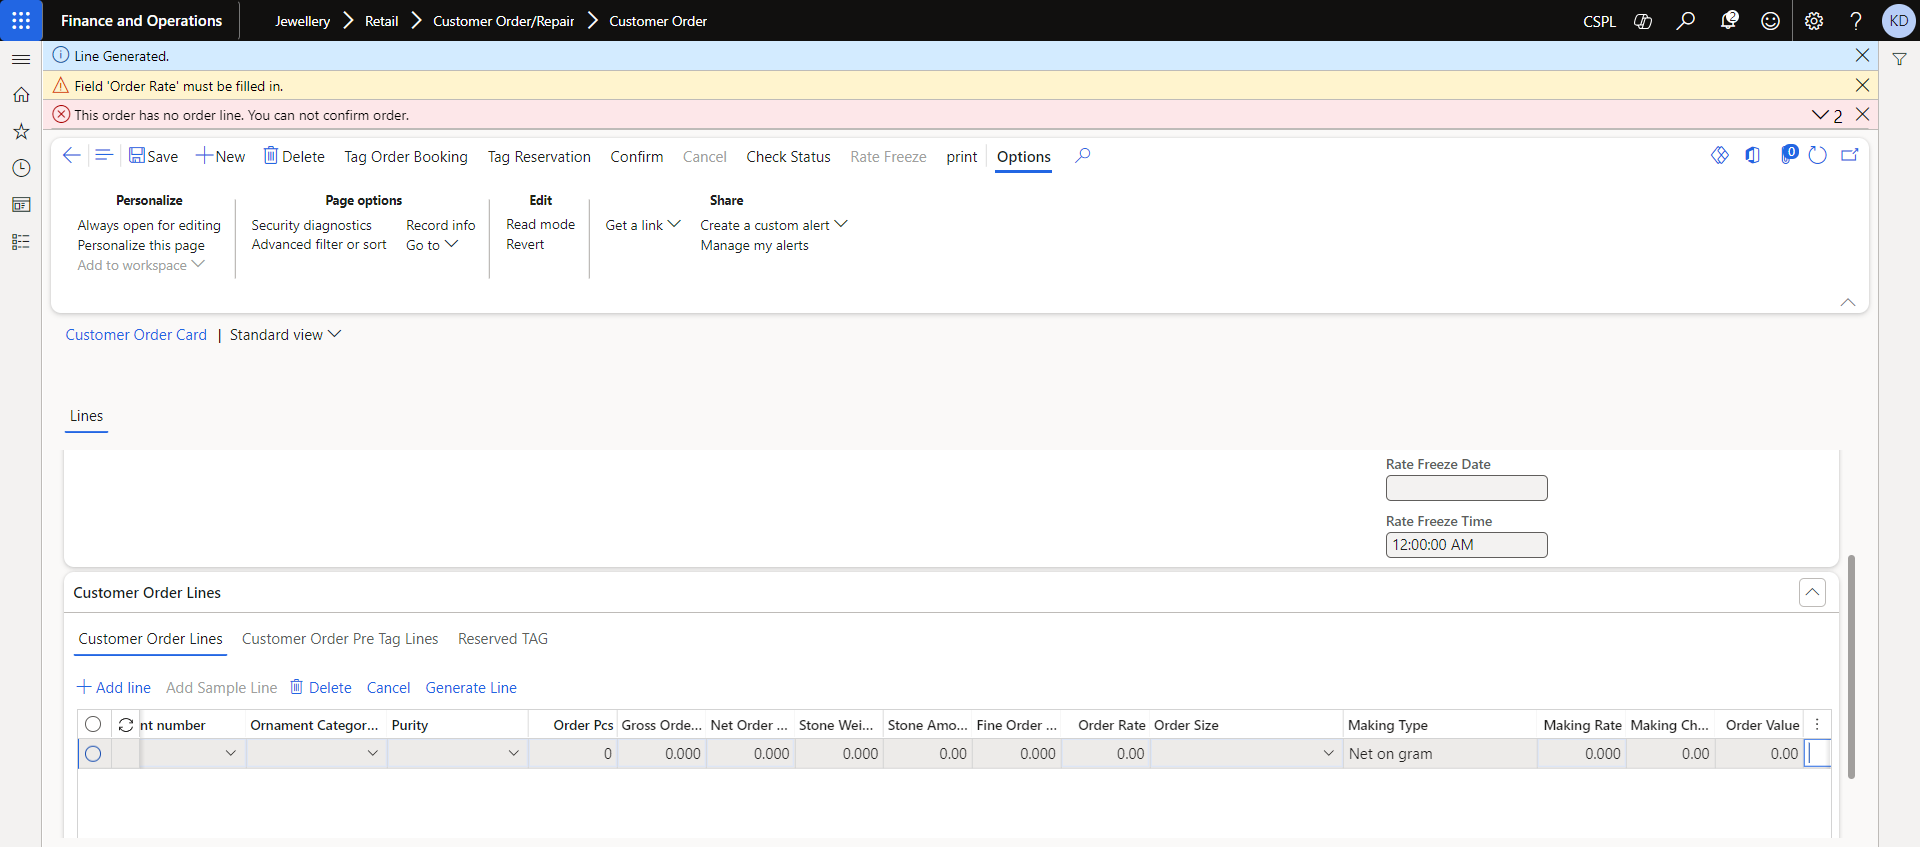 Finance and Operations
Jewellery
Retail
Customer Order/Repair
Customer Order
CSPL
2
KD
Line Generated.
Field 'Order Rate' must be filled in.
This order has no order line. You can not confirm order.
2
Save
New
Delete
Tag Order Booking
Tag Reservation
Confirm
Cancel
Check Status
Rate Freeze
print
Options
0
Personalize
Always open for editing
Personalize this page
Add to workspace
Page options
Security diagnostics
Advanced filter or sort
Record info
Go to
Edit
Read mode
Revert
Share
Get a link
Create a custom alert
Manage my alerts
Customer Order Card | Standard view
Lines
Rate Freeze Date
Rate Freeze Time
12:00:00 AM
Customer Order Lines
Customer Order Lines
Customer Order Pre Tag Lines
Reserved TAG
Add line
Add Sample Line
Delete
Cancel
Generate Line
nt number Ornament Categor... Purity Order Pcs Gross Orde... Net Order ... Stone Wei... Stone Amo... Fine Order ... Order Rate Order Size Making Type Making Rate Making Ch... Order Value
0 0.000 0.000 0.000 0.00 0.000 0.00 Net on gram 0.000 0.00 0.00